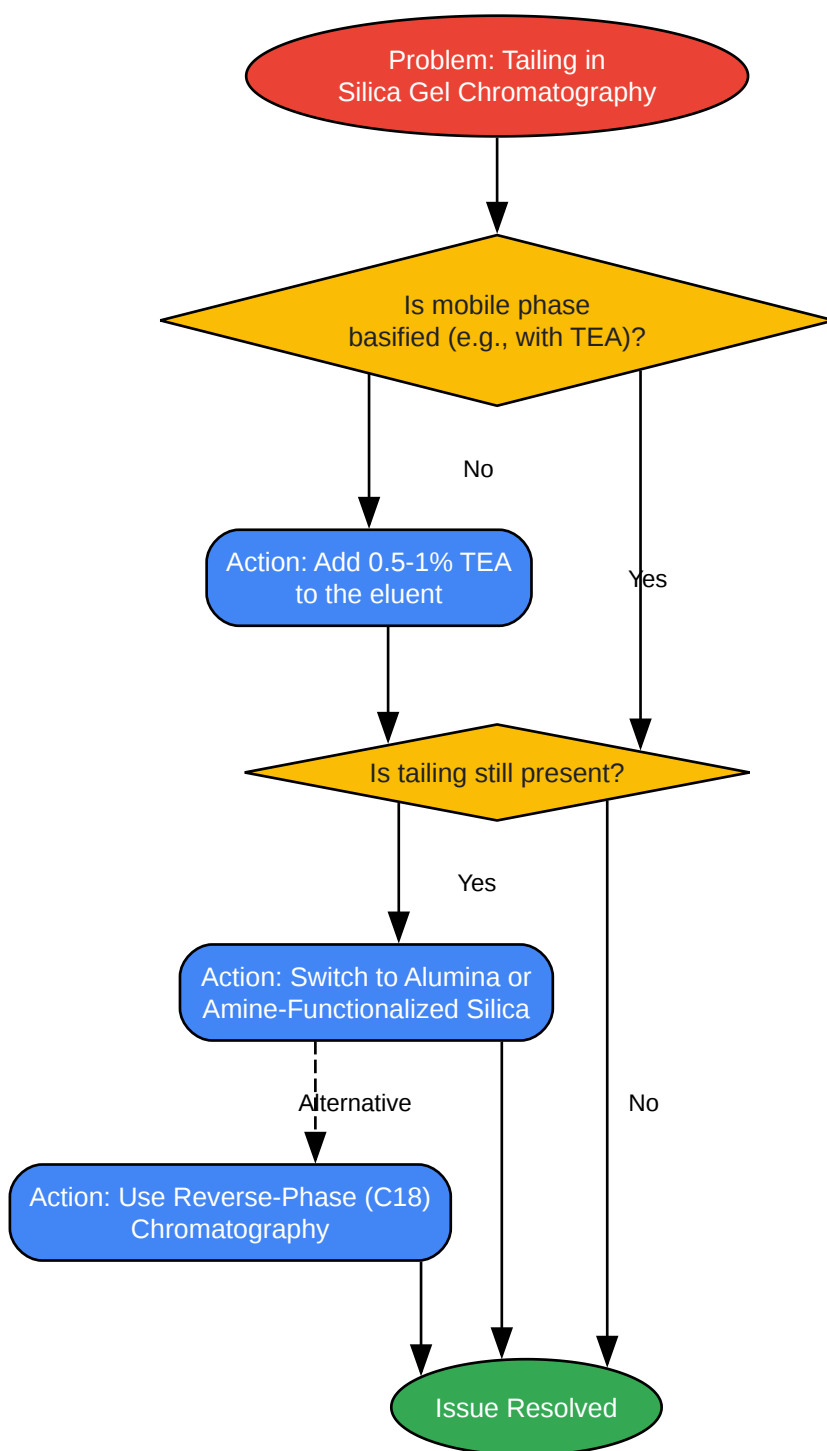 Problem: Tailing in
Silica Gel Chromatography
Is mobile phase
basified (e.g., with TEA)?
No
Action: Add 0.5-1% TEA
to the eluent
Yes
Is tailing still present?
Yes
Action: Switch to Alumina or
Amine-Functionalized Silica
Alternative
No
Action: Use Reverse-Phase (C18)
Chromatography
Issue Resolved